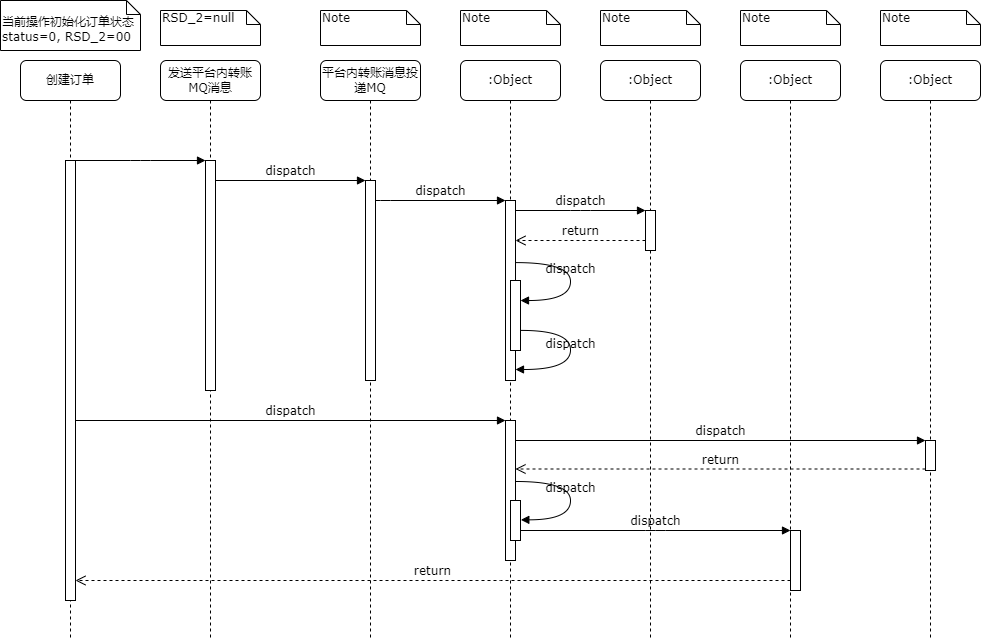 当前操作初始化订单状态
status=0, RSD_2=00
RSD_2=null
Note
Note
Note
Note
Note
创建订单
发送平台内转账
MQ消息
平台内转账消息投
递MQ
:Object
:Object
:Object
:Object
dispatch
dispatch
dispatch
return
dispatch
dispatch
dispatch
dispatch
return
dispatch
dispatch
return